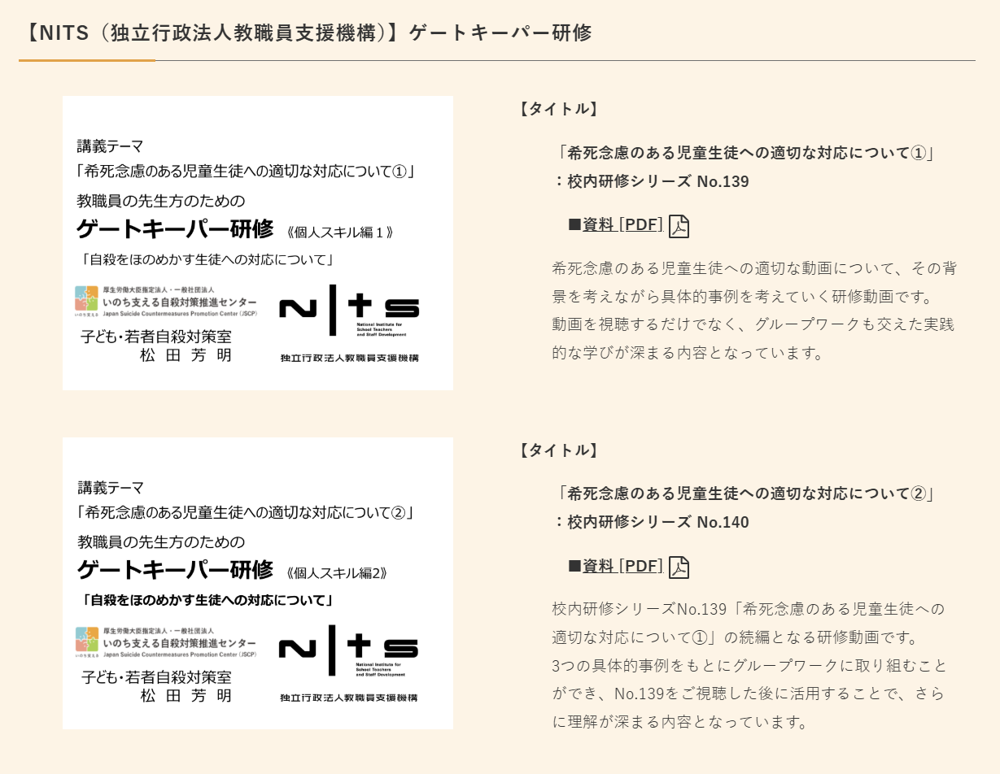 【NITS（独立行政法人教職員支援機構）】ゲートキーパー研修
講義テーマ
「希死念慮のある児童生徒への適切な対応について①」
教職員の先生方のための
ゲートキーパー研修 《個人スキル編１》
「自殺をほのめかす生徒への対応について」
厚生労働大臣指定法人・一般社団法人
いのち支える自殺対策推進センター
Japan Suicide Countermeasures Promotion Center (JSCP)
いのち支える
子ども・若者自殺対策室
松 田 芳 明
NITS
National Institute for
School Teachers
and Staff Development
独立行政法人教職員支援機構
【タイトル】
「希死念慮のある児童生徒への適切な対応について①」
：校内研修シリーズ No.139
■資料 [PDF]
希死念慮のある児童生徒への適切な動画について、その背
景を考えながら具体的事例を考えていく研修動画です。
動画を視聴するだけでなく、グループワークも交えた実践
的な学びが深まる内容となっています。
講義テーマ
「希死念慮のある児童生徒への適切な対応について②」
教職員の先生方のための
ゲートキーパー研修 《個人スキル編2》
「自殺をほのめかす生徒への対応について」
厚生労働大臣指定法人・一般社団法人
いのち支える自殺対策推進センター
Japan Suicide Countermeasures Promotion Center (JSCP)
いのち支える
子ども・若者自殺対策室
松 田 芳 明
NITS
National Institute for
School Teachers
and Staff Development
独立行政法人教職員支援機構
【タイトル】
「希死念慮のある児童生徒への適切な対応について②」
：校内研修シリーズ No.140
■資料 [PDF]
校内研修シリーズNo.139「希死念慮のある児童生徒への
適切な対応について①」の続編となる研修動画です。
3つの具体的事例をもとにグループワークに取り組むこと
ができ、No.139をご視聴した後に活用することで、さら
に理解が深まる内容となっています。